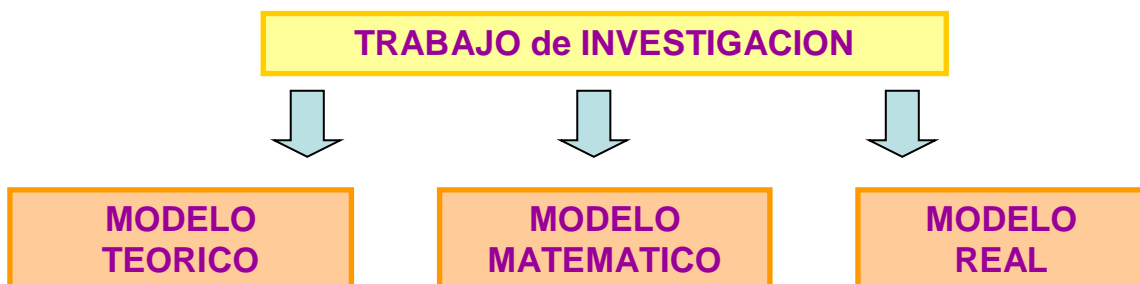 TRABAJO de INVESTIGACION
MODELO
TEORICO
MODELO
MATEMATICO
MODELO
REAL